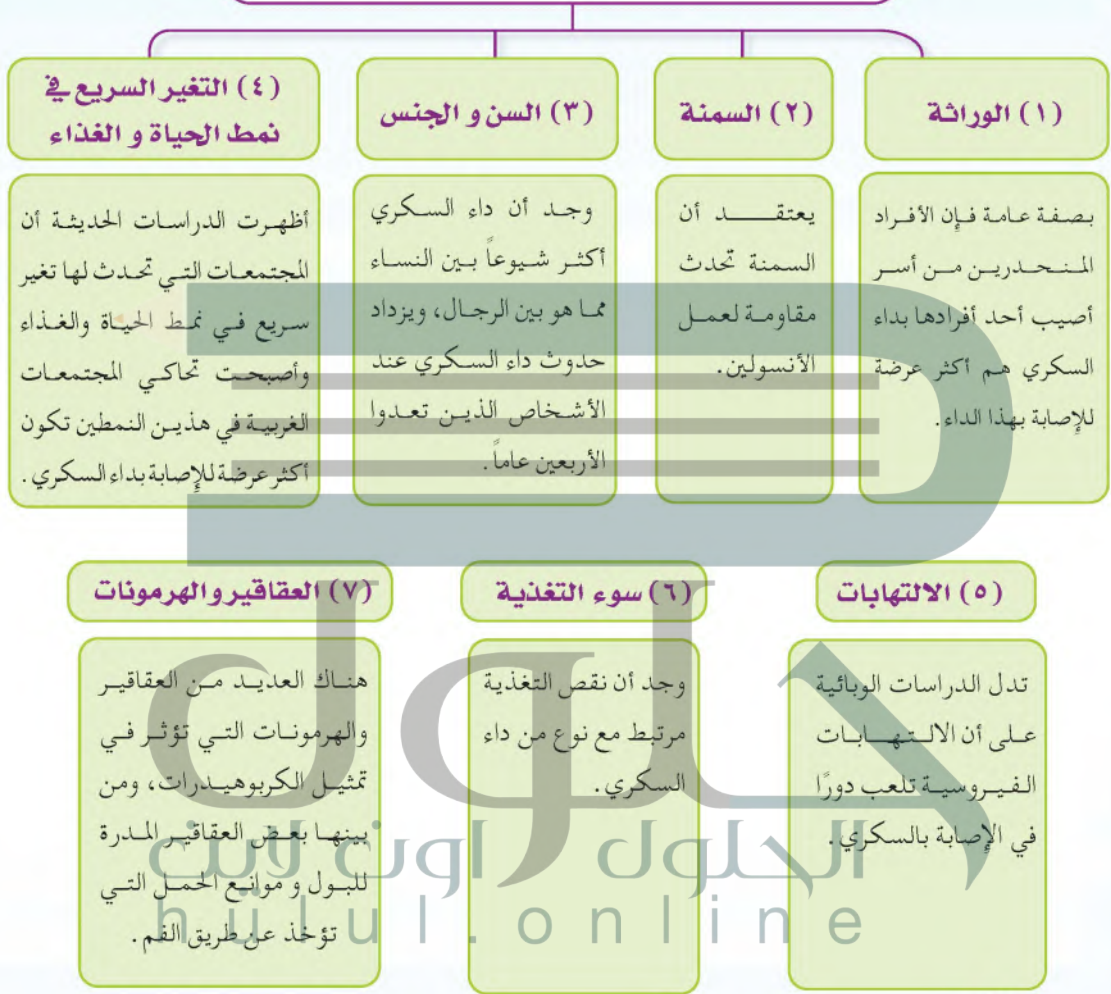 (١) الوراثة
(٢) السمنة
(٣) السن و الجنس
(٤) التغير السريع في
نمط الحياة و الغذاء
بصفة عامة فإن الأفراد
المنحدرين من أسر
أصيب أحد أفرادها بداء
السكري هم أكثر عرضة
للإصابة بهذا الداء.
يعتقد أن
السمنة تحدث
مقاومة لعمل
الأنسولين.
وجد أن داء السكري
أكثر شيوعاً بين النساء
مما هو بين الرجال، ويزداد
حدوث داء السكري عند
الأشخاص الذين تعدوا
الأربعين عاماً.
أظهرت الدراسات الحديثة أن
المجتمعات التي تحدث لها تغير
سريع في نمط الحياة والغذاء
وأصبحت تحاكي المجتمعات
الغربية في هذين النمطين تكون
أكثر عرضة للإصابة بداء السكري.
(٥) الالتهابات
(٦) سوء التغذية
(٧) العقاقير والهرمونات
تدل الدراسات الوبائية
على أن الالتهابات
الفيروسية تلعب دورًا
في الإصابة بالسكري.
وجد أن نقص التغذية
مرتبط مع نوع من داء
السكري.
هناك العديد من العقاقير
والهرمونات التي تؤثر في
تمثيل الكربوهيدرات، ومن
بينها بعض العقاقير المدرة
للبول و موانع الحمل التي
تؤخذ عن طريق الفم.
حلول
الحلول اون لاين
hulul.online